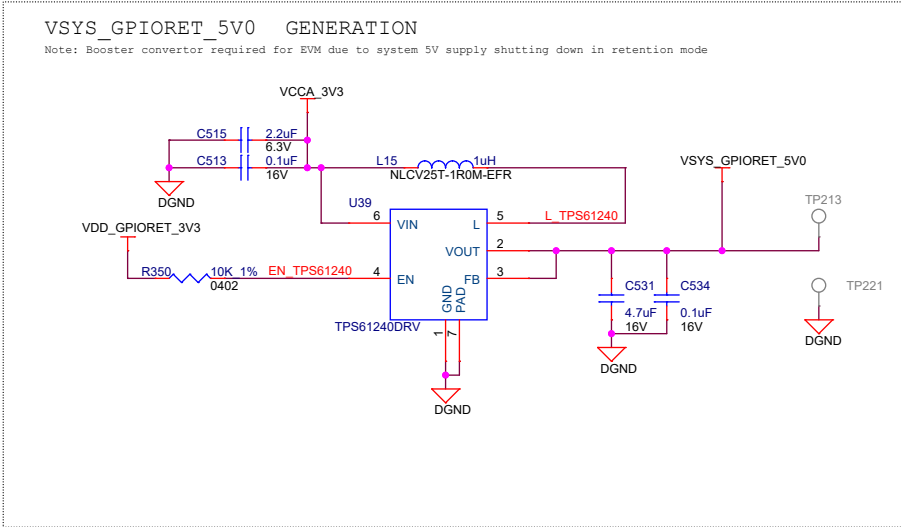 VSYS_GPIORET_5V0 GENERATION
Note: Booster convertor required for EVM due to system 5V supply shutting down in retention mode
VCCA_3V3
C515 2.2uF
6.3V
C513 0.1uF
16V
DGND
L15 1uH
NLCV25T-1R0M-EFR
VSYS_GPIORET_5V0
TP213
U39
VDD_GPIORET_3V3
6 VIN L 5 L_TPS61240
VOUT 2
R350 10K_1% EN_TPS61240 4 EN FB 3
0402
GND
PAD
TPS61240DRV
1
7
DGND
C531
4.7uF
16V
C534
0.1uF
16V
DGND
TP221
DGND